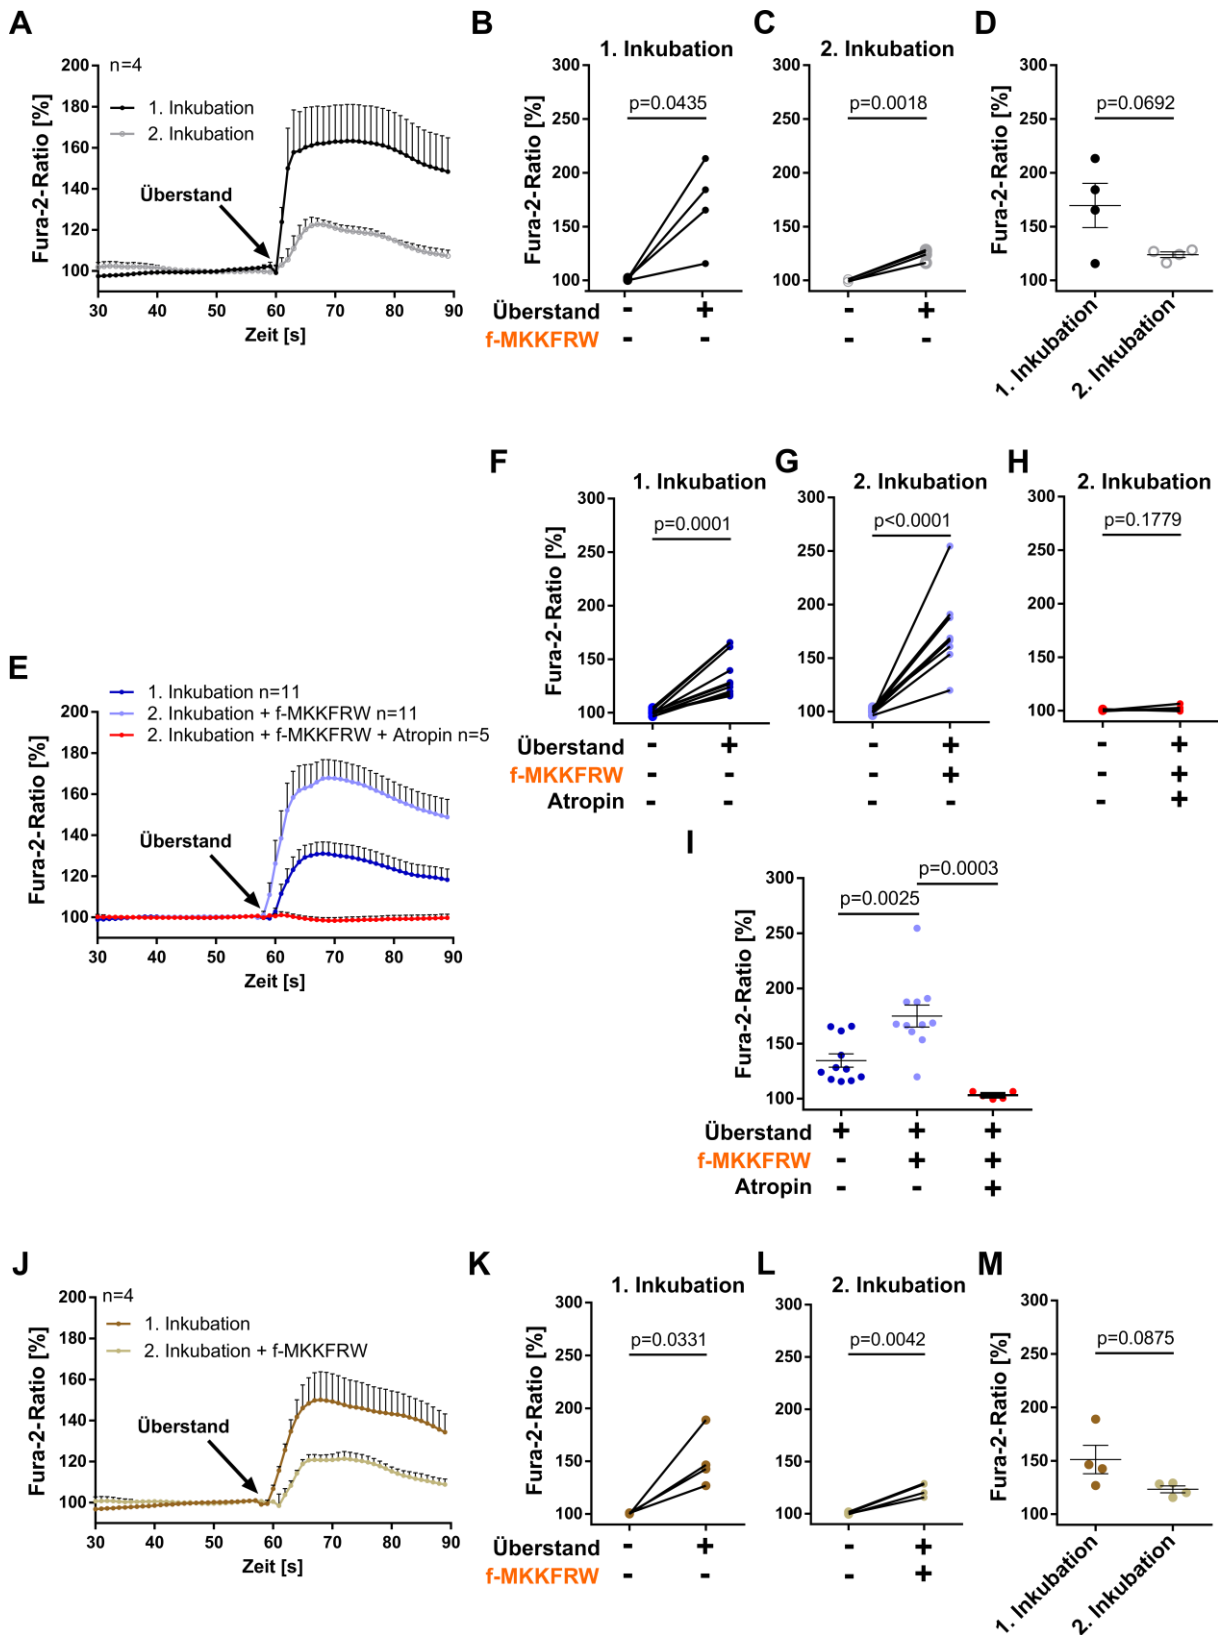 A
n=4
1. Inkubation
2. Inkubation
Überstand
Fura-2-Ratio [%]
200
180
160
140
120
100
30 40 50 60 70 80 90
Zeit [s]
B
1. Inkubation
p=0.0435
Fura-2-Ratio [%]
300
250
200
150
100
Überstand - +
f-MKKFRW - -
C
2. Inkubation
p=0.0018
300
250
200
150
100
- +
- -
D
p=0.0692
Fura-2-Ratio [%]
300
250
200
150
100
1. Inkubation
2. Inkubation
E
1. Inkubation n=11
2. Inkubation + f-MKKFRW n=11
2. Inkubation + f-MKKFRW + Atropin n=5
Überstand
Fura-2-Ratio [%]
200
180
160
140
120
100
30 40 50 60 70 80 90
Zeit [s]
F
1. Inkubation
p=0.0001
Fura-2-Ratio [%]
300
250
200
150
100
Überstand - +
f-MKKFRW - -
Atropin - -
G
2. Inkubation
p<0.0001
300
250
200
150
100
- +
- +
- -
H
2. Inkubation
p=0.1779
300
250
200
150
100
- +
- +
- +
I
p=0.0003
p=0.0025
Fura-2-Ratio [%]
300
250
200
150
100
Überstand + + +
f-MKKFRW - + +
Atropin - - +
J
n=4
1. Inkubation
2. Inkubation + f-MKKFRW
Überstand
Fura-2-Ratio [%]
200
180
160
140
120
100
30 40 50 60 70 80 90
Zeit [s]
K
1. Inkubation
p=0.0331
Fura-2-Ratio [%]
300
250
200
150
100
Überstand - +
f-MKKFRW - -
L
2. Inkubation
p=0.0042
300
250
200
150
100
- +
- +
M
p=0.0875
Fura-2-Ratio [%]
300
250
200
150
100
1. Inkubation
2. Inkubation